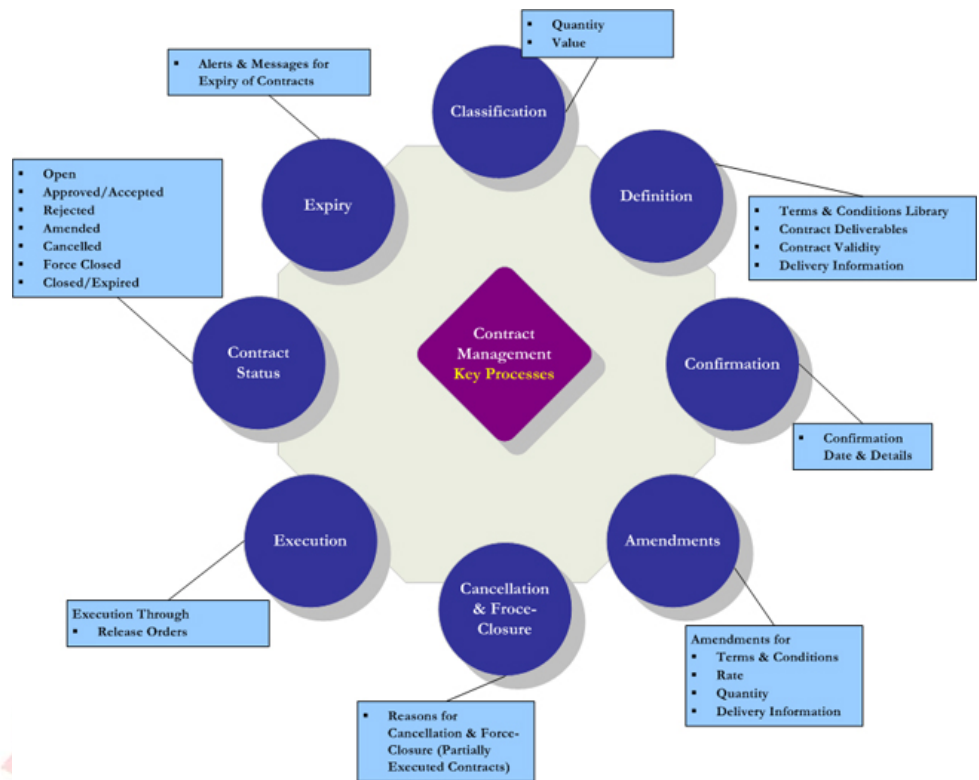 ▪ Quantity
▪ Value
Classification
▪ Alerts & Messages for
Expiry of Contracts
Expiry
Definition
▪ Terms & Conditions Library
▪ Contract Deliverables
▪ Contract Validity
▪ Delivery Information
▪ Open
▪ Approved/Accepted
▪ Rejected
▪ Amended
▪ Cancelled
▪ Force Closed
▪ Closed/Expired
Contract
Status
Contract
Management
Key Processes
Confirmation
▪ Confirmation
Date & Details
Execution
Execution Through
▪ Release Orders
Cancellation
& Froce-
Closure
▪ Reasons for
Cancellation & Force-
Closure (Partially
Executed Contracts)
Amendments
Amendments for
▪ Terms & Conditions
▪ Rate
▪ Quantity
▪ Delivery Information